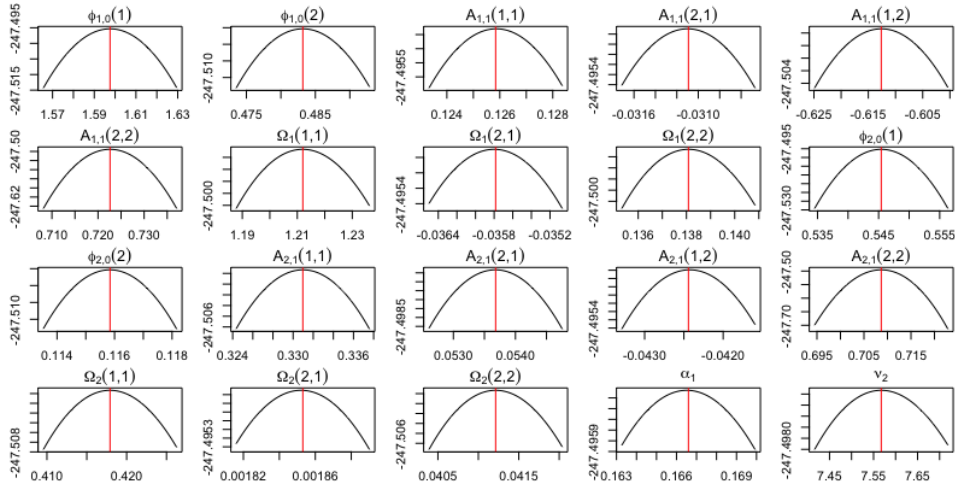 ϕ1,0(1) ϕ1,0(2) A1,1(1,1) A1,1(2,1) A1,1(1,2)
-247.515 -247.495 -247.510 -247.4955 -247.4954 -247.504
1.57 1.59 1.61 1.63 0.475 0.485 0.124 0.126 0.128 -0.0316 -0.0310 -0.625 -0.615 -0.605
A1,1(2,2) Ω1(1,1) Ω1(2,1) Ω1(2,2) ϕ2,0(1)
-247.62 -247.50 -247.500 -247.4954 -247.500 -247.530 -247.495
0.710 0.720 0.730 1.19 1.21 1.23 -0.0364 -0.0358 -0.0352 0.136 0.138 0.140 0.535 0.545 0.555
ϕ2,0(2) A2,1(1,1) A2,1(2,1) A2,1(1,2) A2,1(2,2)
-247.510 -247.506 -247.4985 -247.4954 -247.70 -247.50
0.114 0.116 0.118 0.324 0.330 0.336 0.0530 0.0540 -0.0430 -0.0420 0.695 0.705 0.715
Ω2(1,1) Ω2(2,1) Ω2(2,2) α1 ν2
-247.508 -247.4953 -247.506 -247.4959 -247.4980
0.410 0.420 0.00182 0.00186 0.0405 0.0415 0.163 0.166 0.169 7.45 7.55 7.65